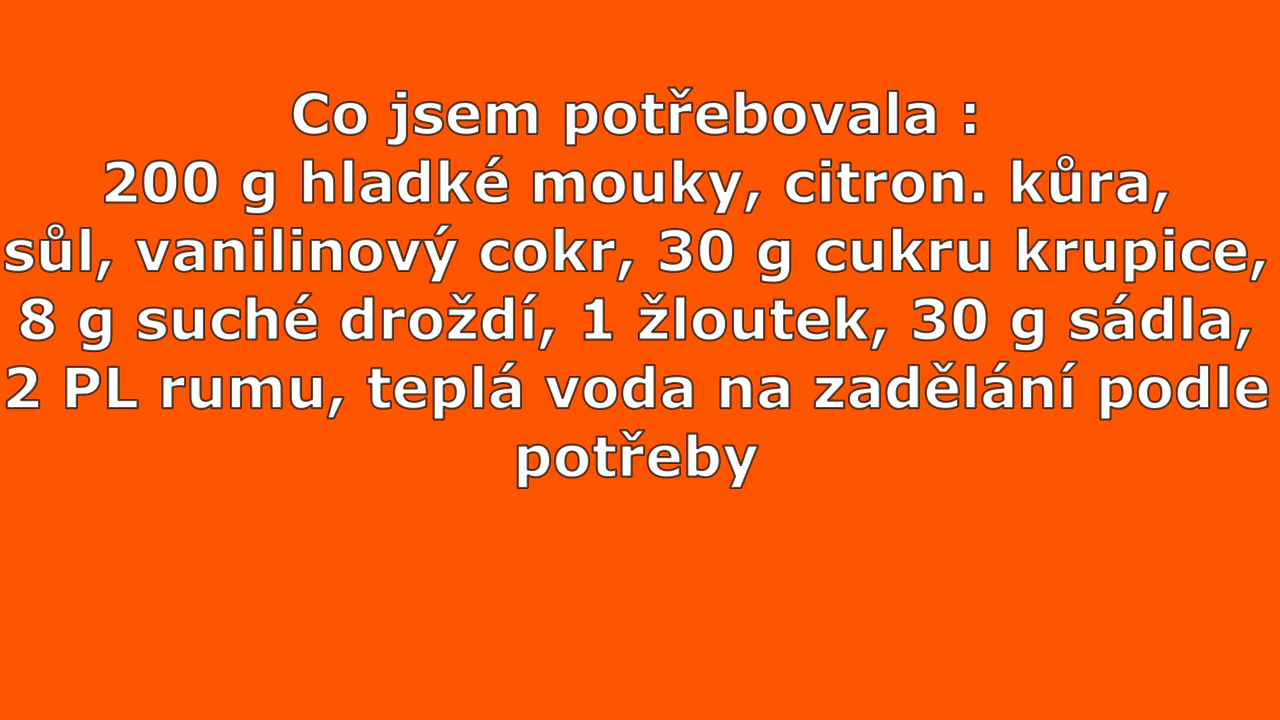 Co jsem potřebovala :
200 g hladké mouky, citron. kůra,
sůl, vanilinový cokr, 30 g cukru krupice,
8 g suché droždí, 1 žloutek, 30 g sádla,
2 PL rumu, teplá voda na zadělání podle
potřeby